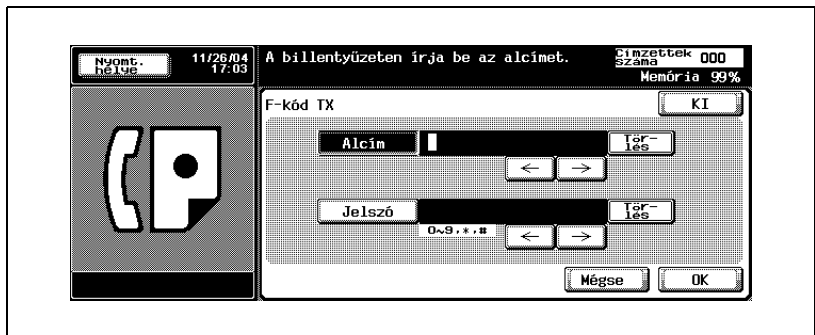 Nyomt. helye
11/26/04
17:03
A billentyűzeten írja be az alcímet.
Címzettek száma 000
Memória 99%
F-kód TX
KI
Alcím
Tör-
lés
← →
Jelszó
Tör-
lés
0~9,*,#
← →
Mégse
OK